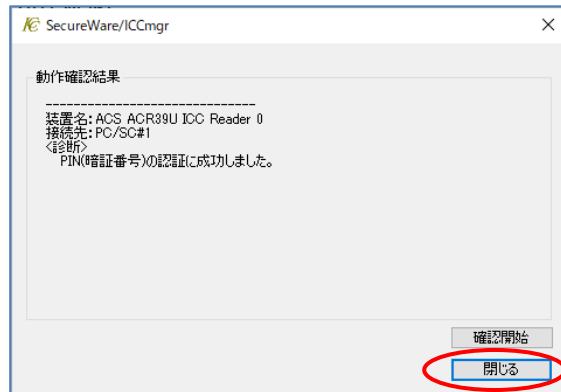 SecureWare/ICCmgr
動作確認結果
------------------------------
装置名: ACS ACR39U ICC Reader 0
接続先: PC/SC#1
<診断>
PIN(暗証番号)の認証に成功しました。
確認開始
閉じる